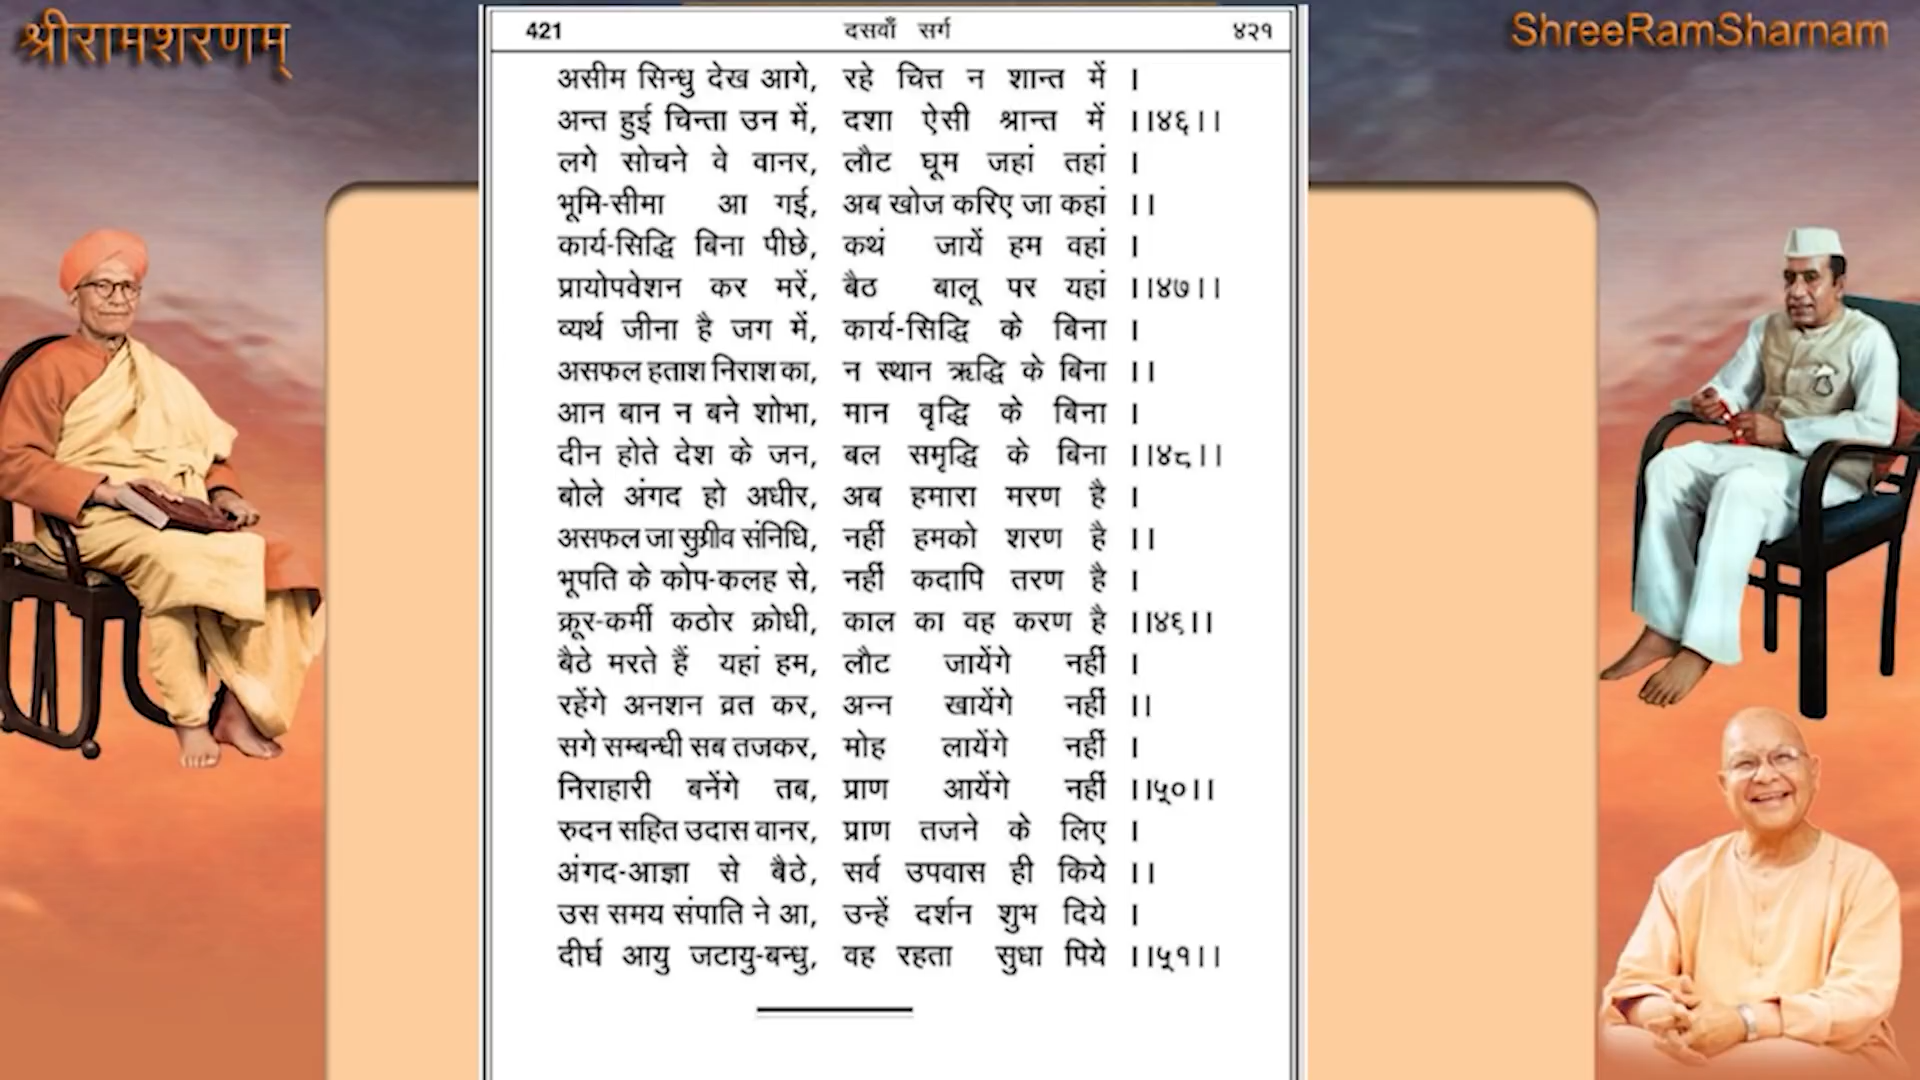 श्रीरामशरणम्
ShreeRamSharnam
421 दसवाँ सर्ग ४२१
असीम सिन्धु देख आगे, रहे चित्त न शान्त में ।
अन्त हुई चिन्ता उन में, दशा ऐसी श्रान्त में ।।४६।।
लगे सोचने वे वानर, लौट घूम जहां तहां ।
भूमि-सीमा आ गई, अब खोज करिए जा कहां ।।
कार्य-सिद्धि बिना पीछे, कथं जायें हम वहां ।
प्रायोपवेशन कर मरें, बैठ बालू पर यहां ।।४७।।
व्यर्थ जीना है जग में, कार्य-सिद्धि के बिना ।
असफल हताश निराश का, न स्थान ऋद्धि के बिना ।।
आन बान न बने शोभा, मान वृद्धि के बिना ।
दीन होते देश के जन, बल समृद्धि के बिना ।।४८।।
बोले अंगद हो अधीर, अब हमारा मरण है ।
असफल जा सुग्रीव संनिधि, नहीं हमको शरण है ।।
भूपति के कोप-कलह से, नहीं कदापि तरण है ।
क्रूर-कर्मी कठोर क्रोधी, काल का वह करण है ।।४९।।
बैठे मरते हैं यहां हम, लौट जायेंगे नहीं ।
रहेंगे अनशन व्रत कर, अन्न खायेंगे नहीं ।।
सगे सम्बन्धी सब तजकर, मोह लायेंगे नहीं ।
निराहारी बनेंगे तब, प्राण आयेंगे नहीं ।।५०।।
रुदन सहित उदास वानर, प्राण तजने के लिए ।
अंगद-आज्ञा से बैठे, सर्व उपवास ही किये ।।
उस समय संपाति ने आ, उन्हें दर्शन शुभ दिये ।
दीर्घ आयु जटायु-बन्धु, वह रहता सुधा पिये ।।५१।।